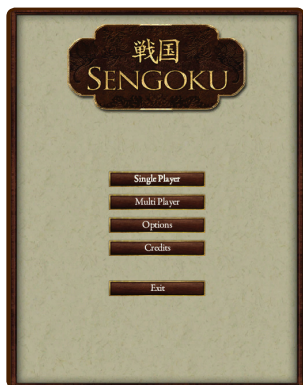 戦国
SENGOKU
Single Player
Multi Player
Options
Credits
Exit